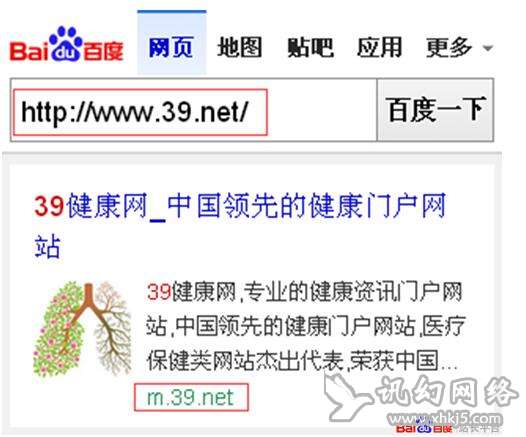 Bai du 百度 网页 地图 贴吧 应用 更多
http://www.39.net/ 百度一下
39健康网_中国领先的健康门户网
站
39健康网,专业的健康资讯门户网
站,中国领先的健康门户网站,医疗
保健类网站杰出代表,荣获中国...
m.39.net
讯幻网络
www.xhkj5.com
Bai du 站长平台